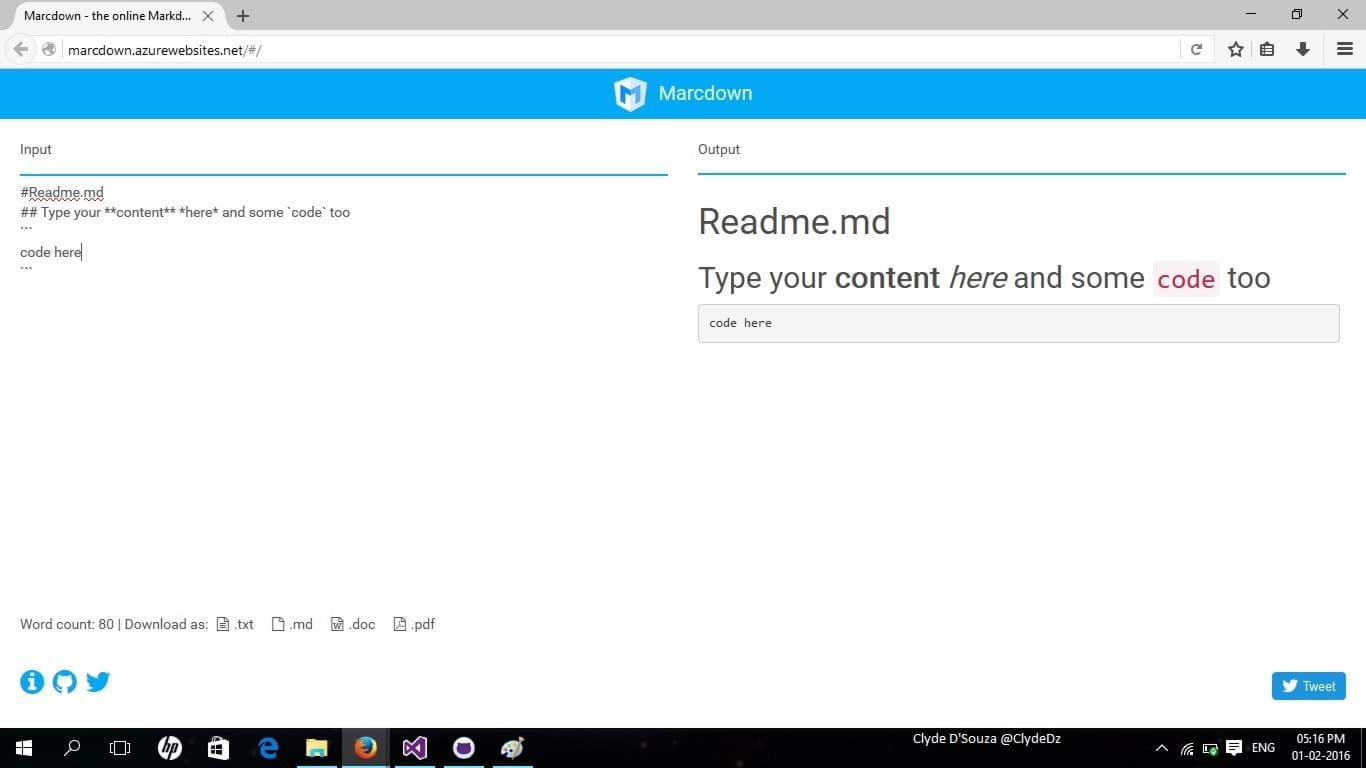 Marcdown - the online Markd...
marcdown.azurewebsites.net/#/
Marcdown
Input
#Readme.md
## Type your **content** *here* and some `code` too
```
code here
```
Output
Readme.md
Type your content here and some code too
code here
Word count: 80 | Download as: .txt .md .doc .pdf
Tweet
Clyde D'Souza @ClydeDz
ENG
05:16 PM
01-02-2016